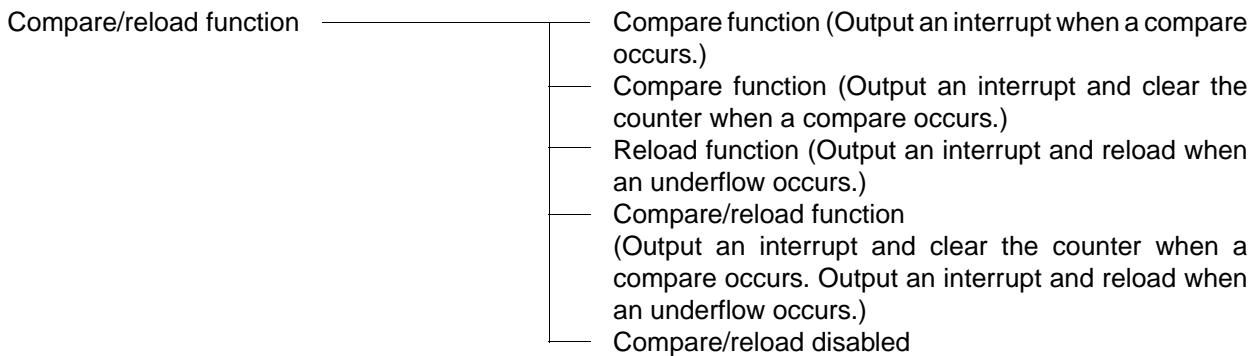 Compare/reload function
Compare function (Output an interrupt when a compare
occurs.)
Compare function (Output an interrupt and clear the
counter when a compare occurs.)
Reload function (Output an interrupt and reload when
an underflow occurs.)
Compare/reload function
(Output an interrupt and clear the counter when a
compare occurs. Output an interrupt and reload when
an underflow occurs.)
Compare/reload disabled